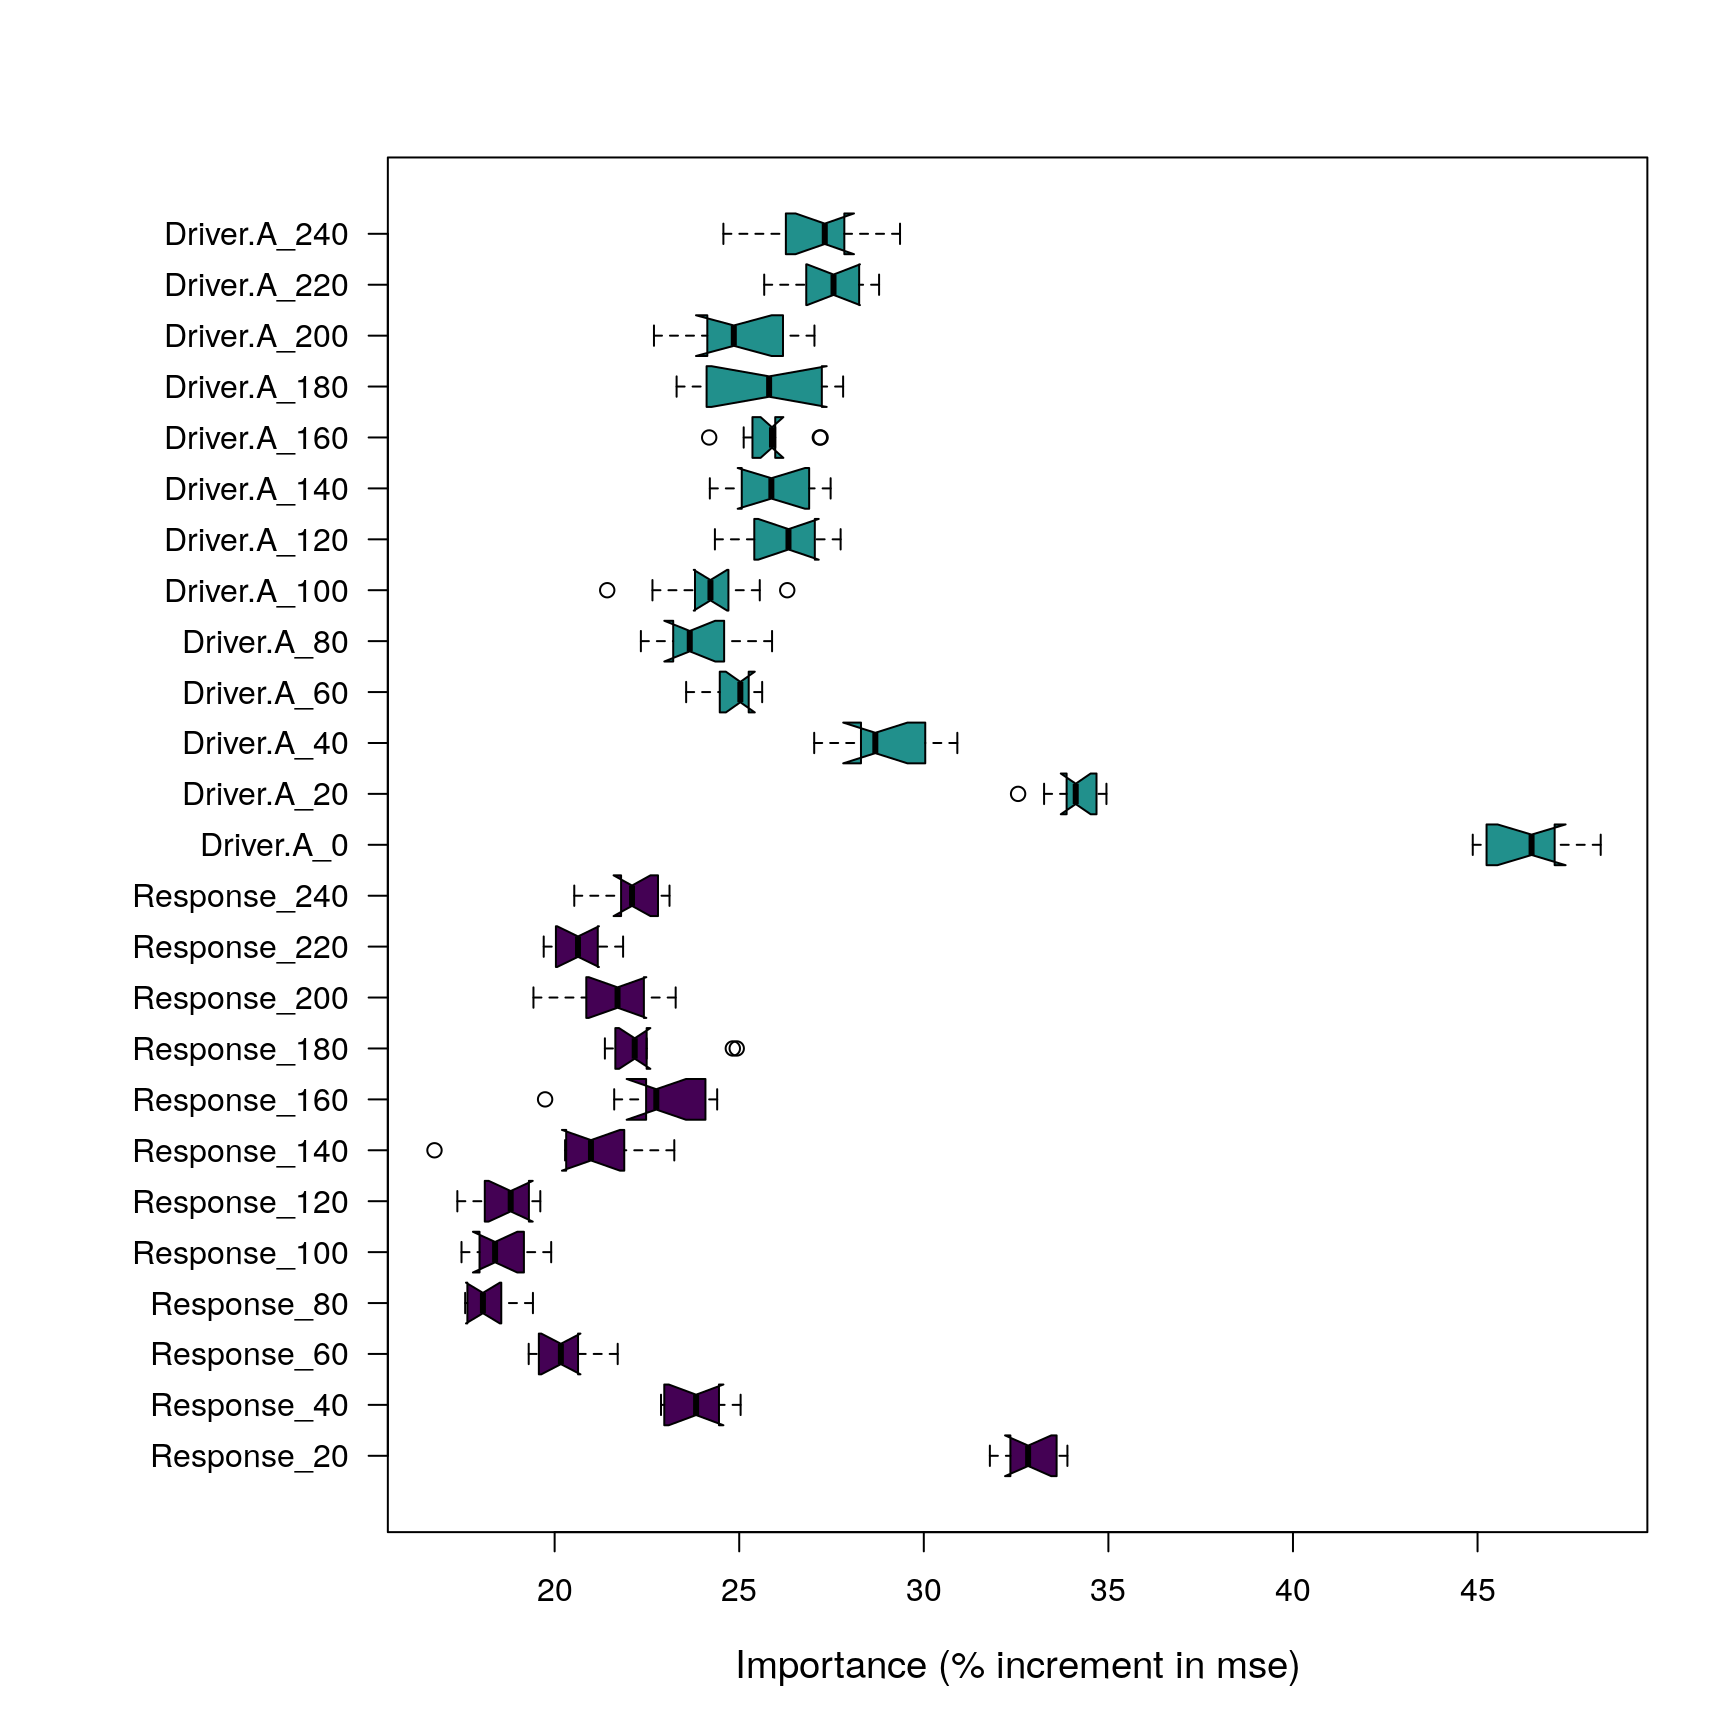 Driver.A_240
Driver.A_220
Driver.A_200
Driver.A_180
Driver.A_160
Driver.A_140
Driver.A_120
Driver.A_100
Driver.A_80
Driver.A_60
Driver.A_40
Driver.A_20
Driver.A_0
Response_240
Response_220
Response_200
Response_180
Response_160
Response_140
Response_120
Response_100
Response_80
Response_60
Response_40
Response_20
20 25 30 35 40 45
Importance (% increment in mse)